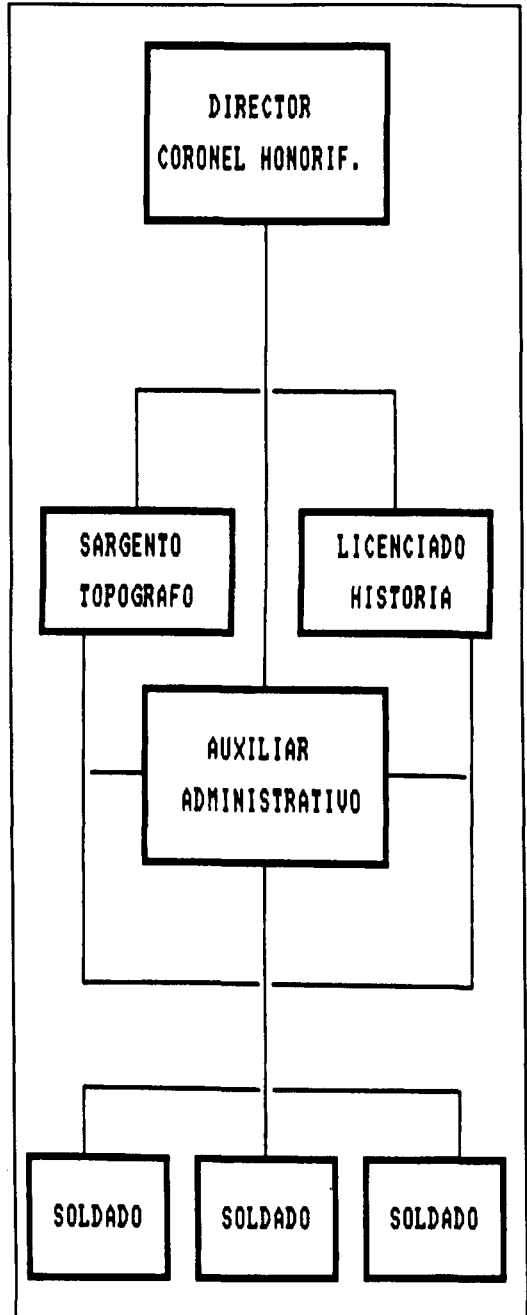 DIRECTOR
CORONEL HONORIF.
SARGENTO
TOPOGRAFO
LICENCIADO
HISTORIA
AUXILIAR
ADMINISTRATIVO
SOLDADO
SOLDADO
SOLDADO